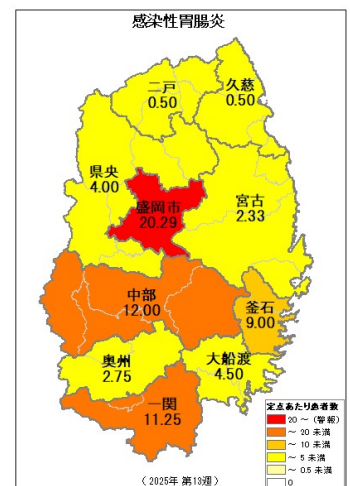 感染性胃腸炎
二戸
0.50
久慈
0.50
県央
4.00
盛岡市
20.29
宮古
2.33
中部
12.00
釜石
9.00
奥州
2.75
大船渡
4.50
一関
11.25
定点あたり患者数
20 ～ (警報)
～ 20 未満
～ 10 未満
～ 5 未満
～ 0.5 未満
0
( 2025年 第13週 )